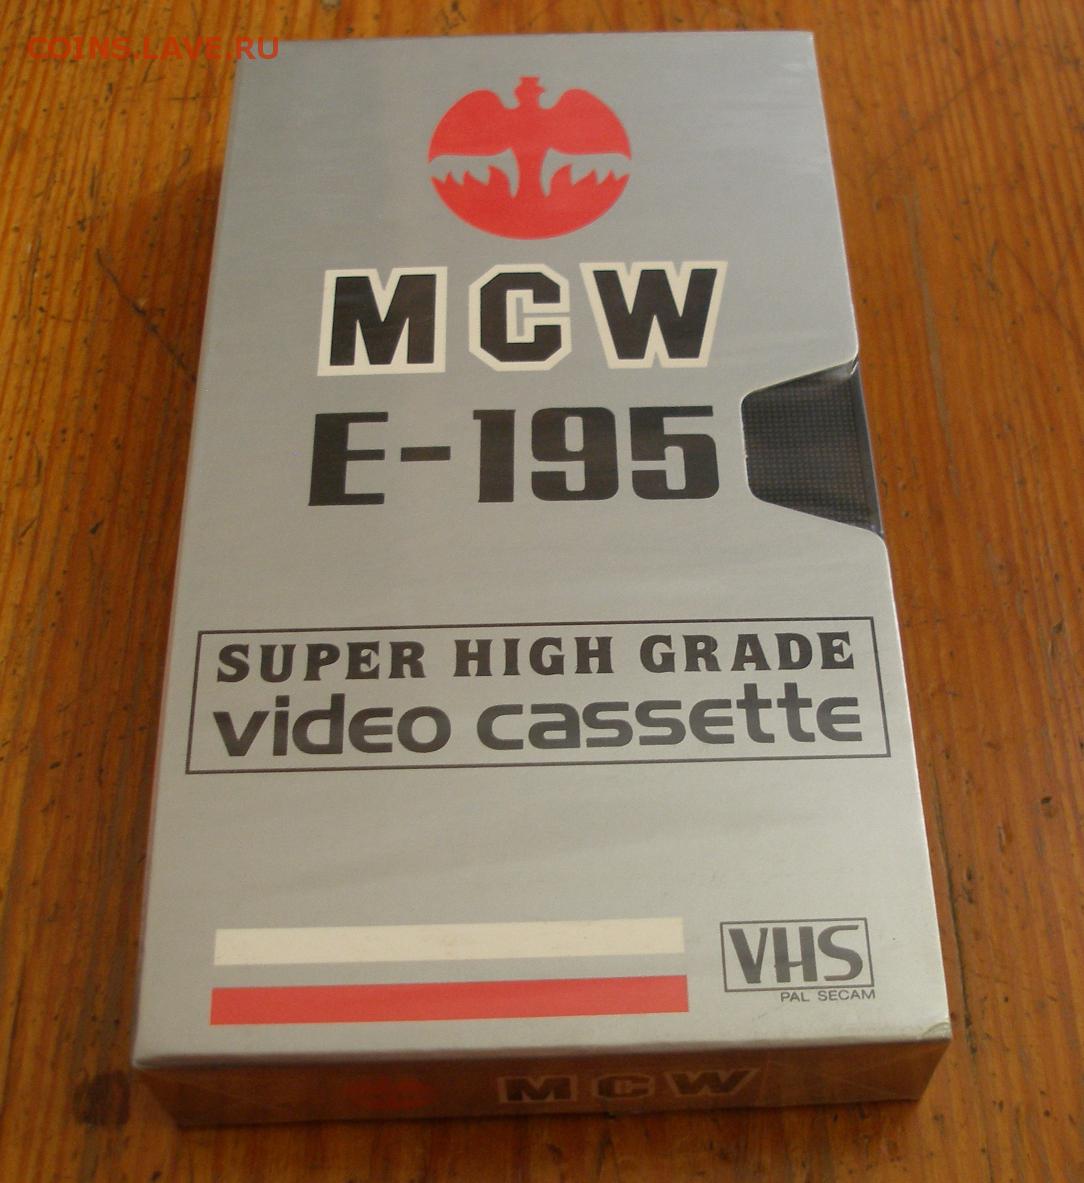 COINS.LAVE.RU
MCW
E-195
SUPER HIGH GRADE
video cassette
VHS
PAL SECAM
MCW